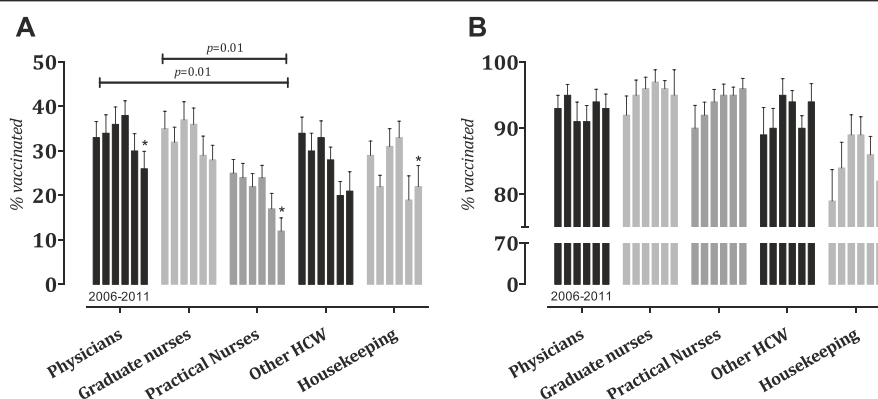 A
p=0.01
p=0.01
% vaccinated
50
40
30
20
10
0
*
*
*
2006-2011
Physicians
Graduate nurses
Practical Nurses
Other HCW
Housekeeping
B
% vaccinated
100
90
80
70
0
2006-2011
Physicians
Graduate nurses
Practical Nurses
Other HCW
Housekeeping